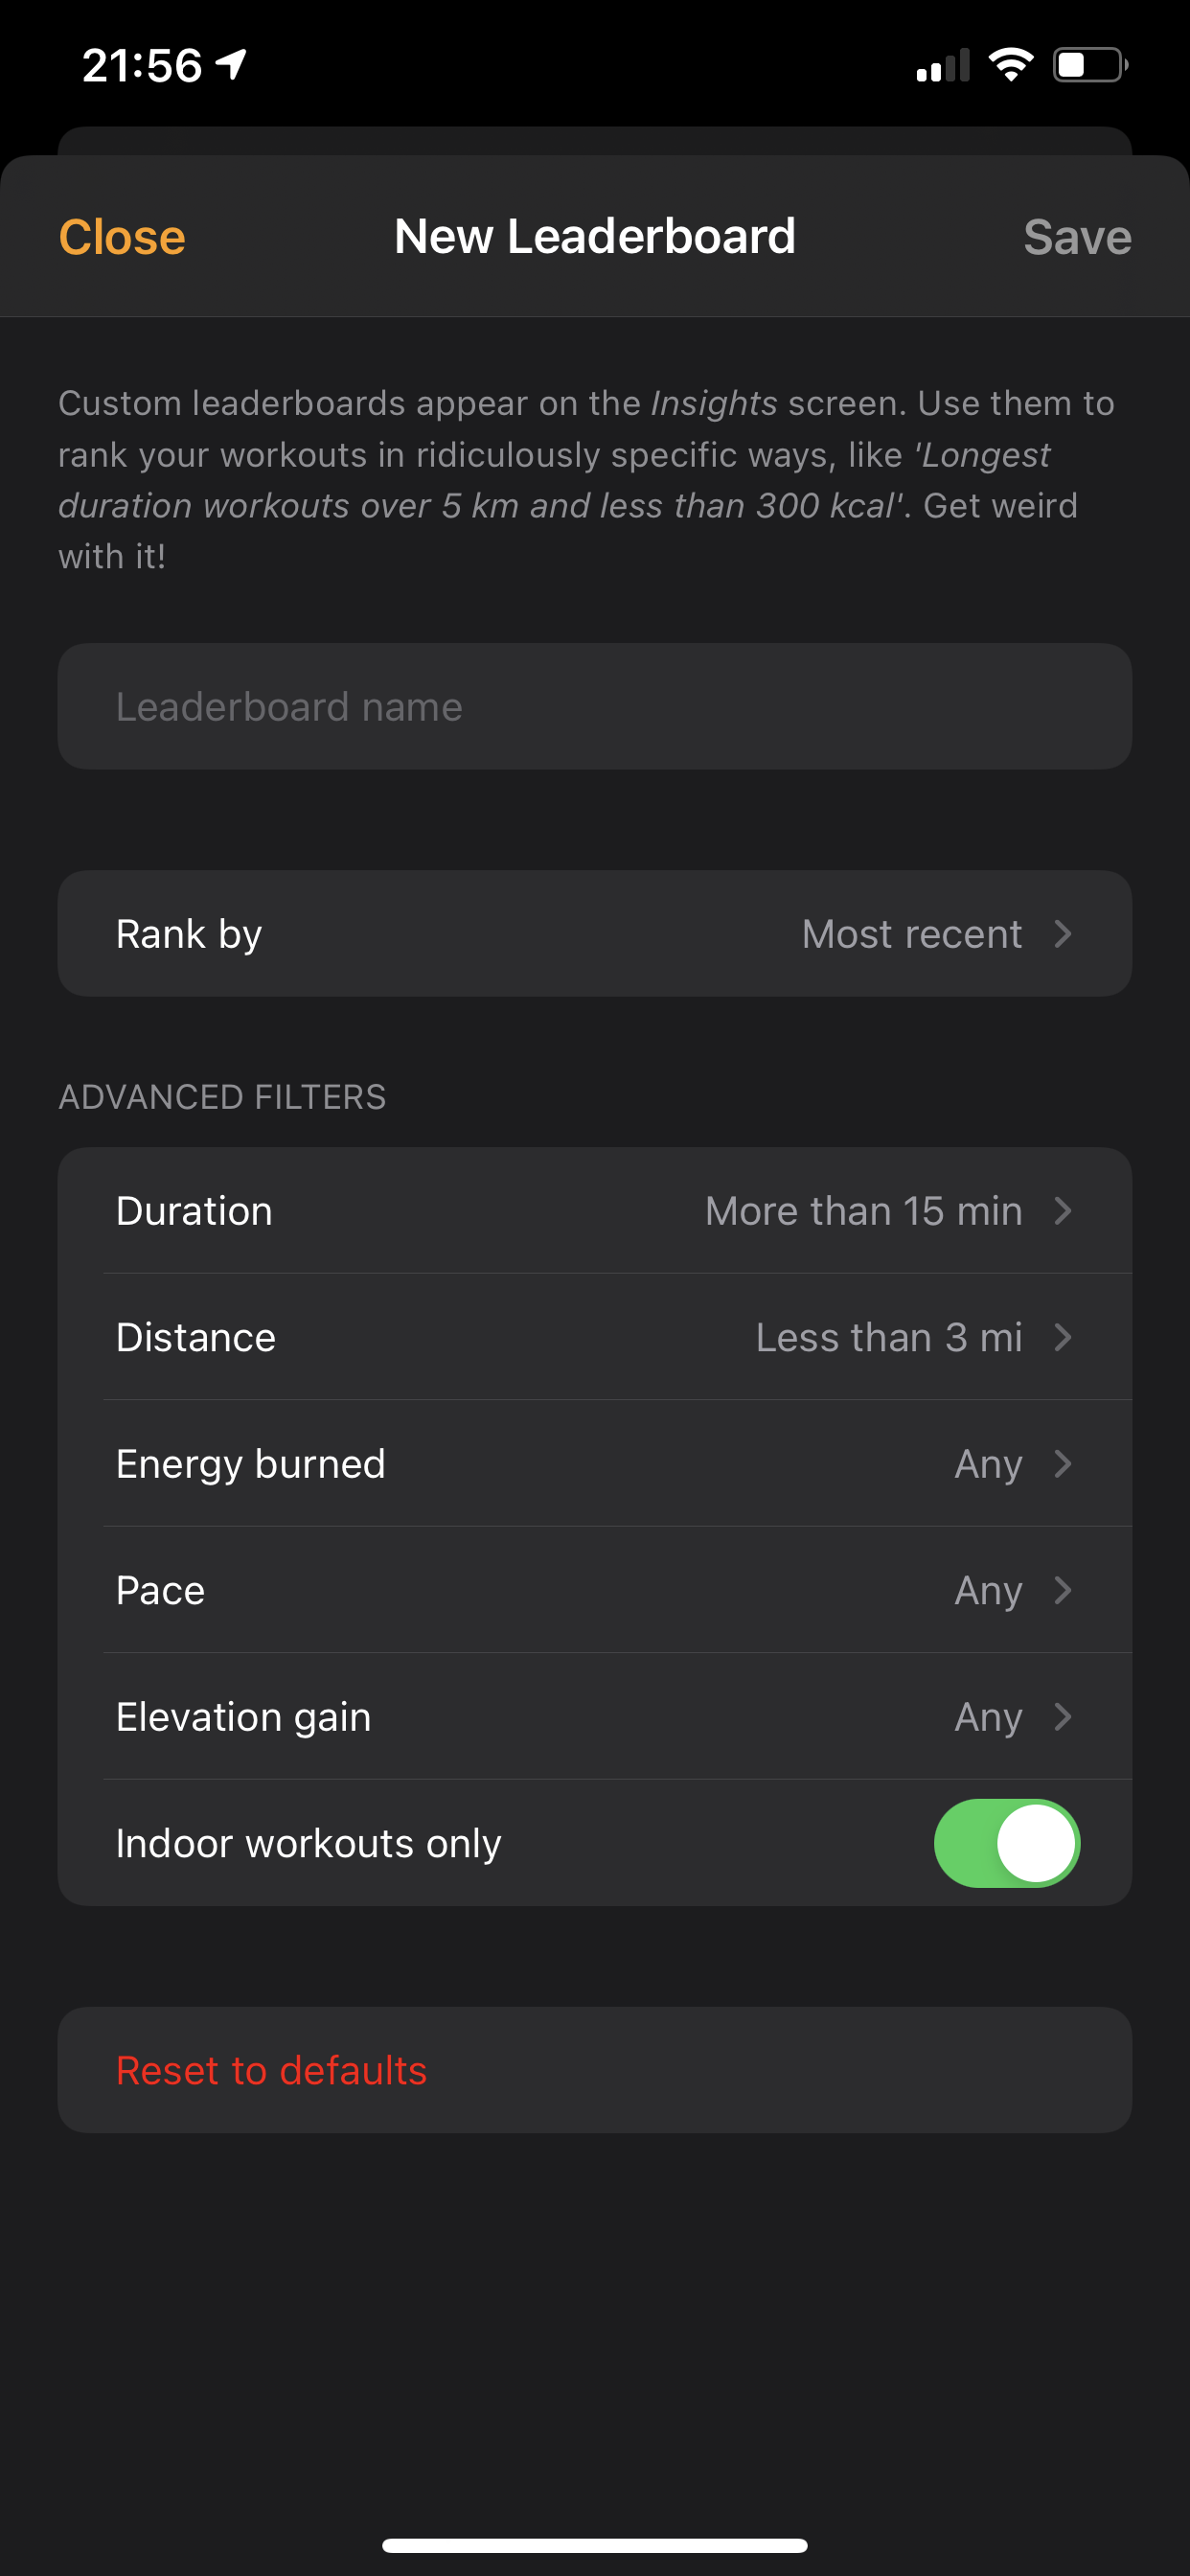 21:56
Close New Leaderboard Save
Custom leaderboards appear on the Insights screen. Use them to
rank your workouts in ridiculously specific ways, like 'Longest
duration workouts over 5 km and less than 300 kcal'. Get weird
with it!
Leaderboard name
Rank by Most recent
ADVANCED FILTERS
Duration More than 15 min
Distance Less than 3 mi
Energy burned Any
Pace Any
Elevation gain Any
Indoor workouts only
Reset to defaults